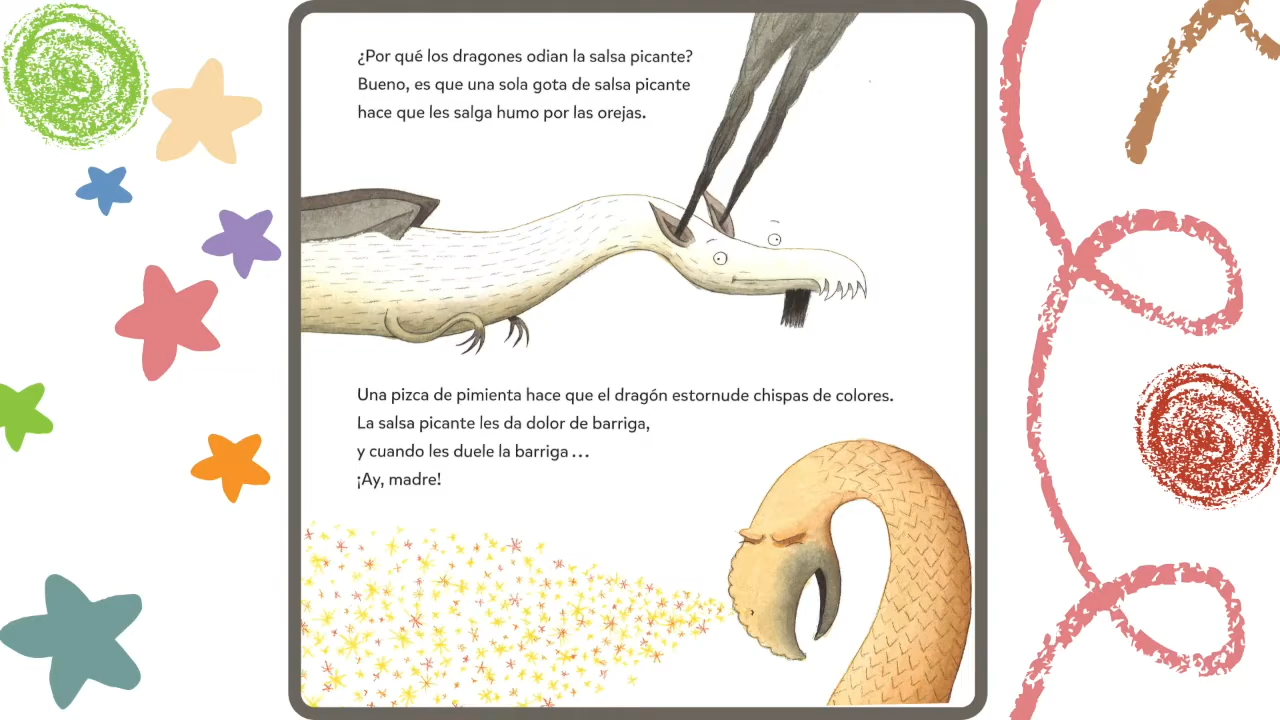 ¿Por qué los dragones odian la salsa picante?
Bueno, es que una sola gota de salsa picante
hace que les salga humo por las orejas.
Una pizca de pimienta hace que el dragón estornude chispas de colores.
La salsa picante les da dolor de barriga,
y cuando les duele la barriga ...
¡Ay, madre!